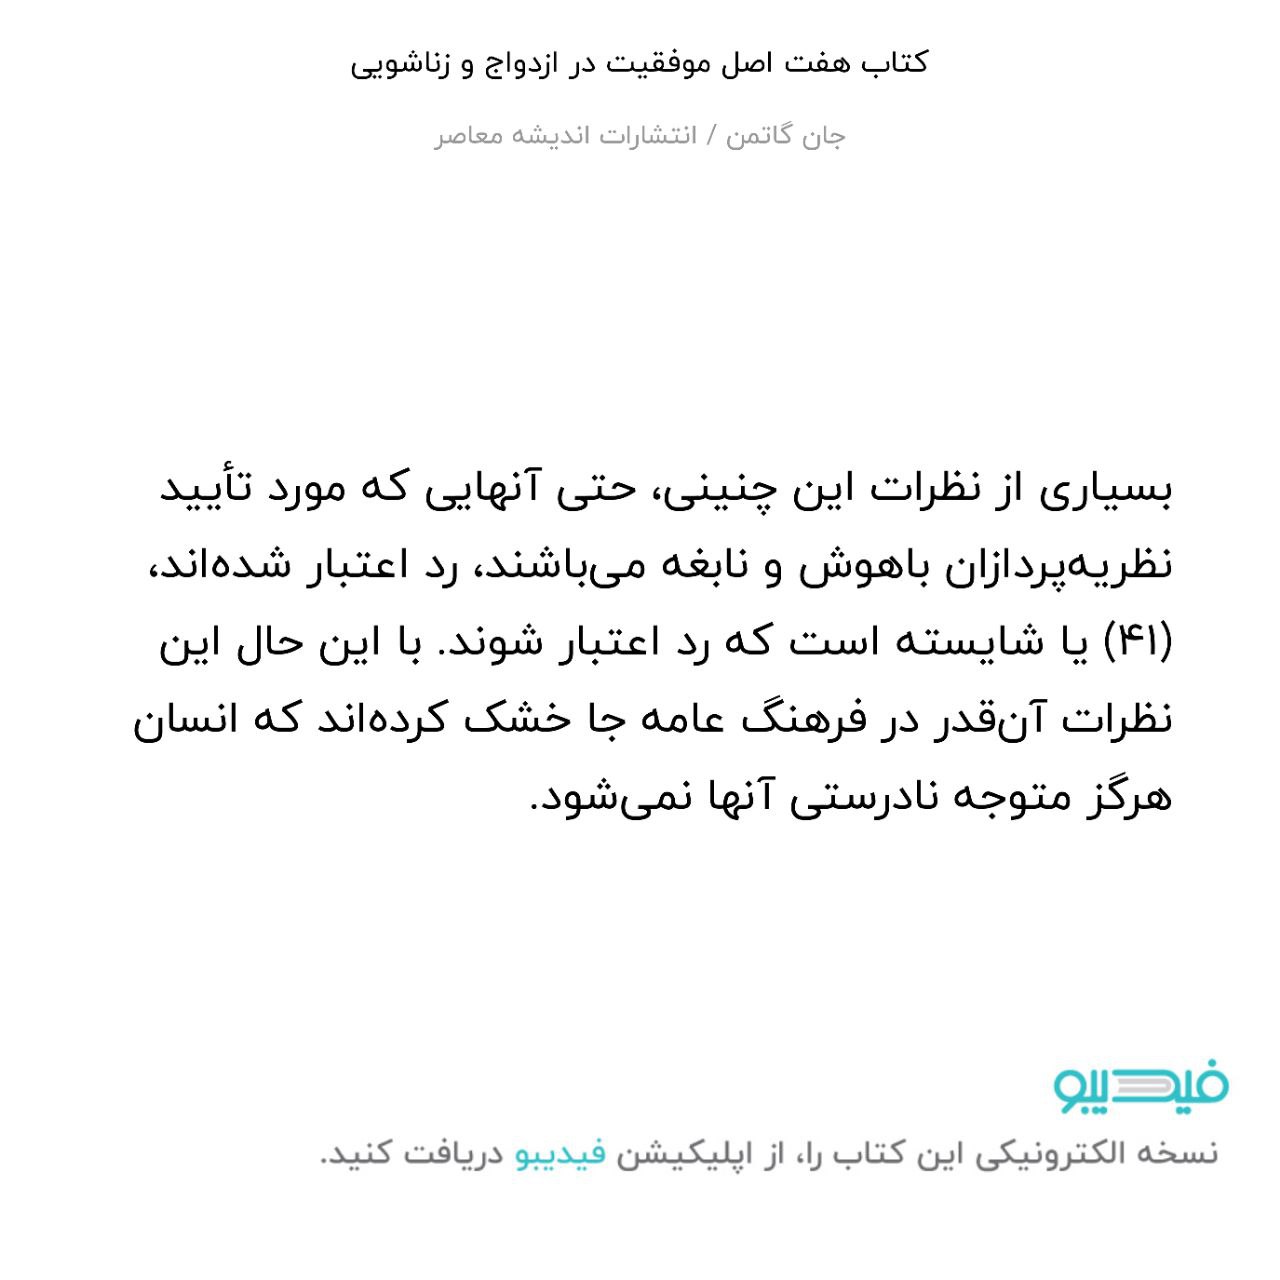 کتاب هفت اصل موفقیت در ازدواج و زناشویی
جان گاتمن / انتشارات اندیشه معاصر
بسیاری از نظرات این چنینی، حتی آنهایی که مورد تأیید
نظریه‌پردازان باهوش و نابغه می‌باشند، رد اعتبار شده‌اند،
(۴۱) یا شایسته است که رد اعتبار شوند. با این حال این
نظرات آن‌قدر در فرهنگ عامه جا خشک کرده‌اند که انسان
هرگز متوجه نادرستی آنها نمی‌شود.
فیدیبو
نسخه الکترونیکی این کتاب را، از اپلیکیشن فیدیبو دریافت کنید.